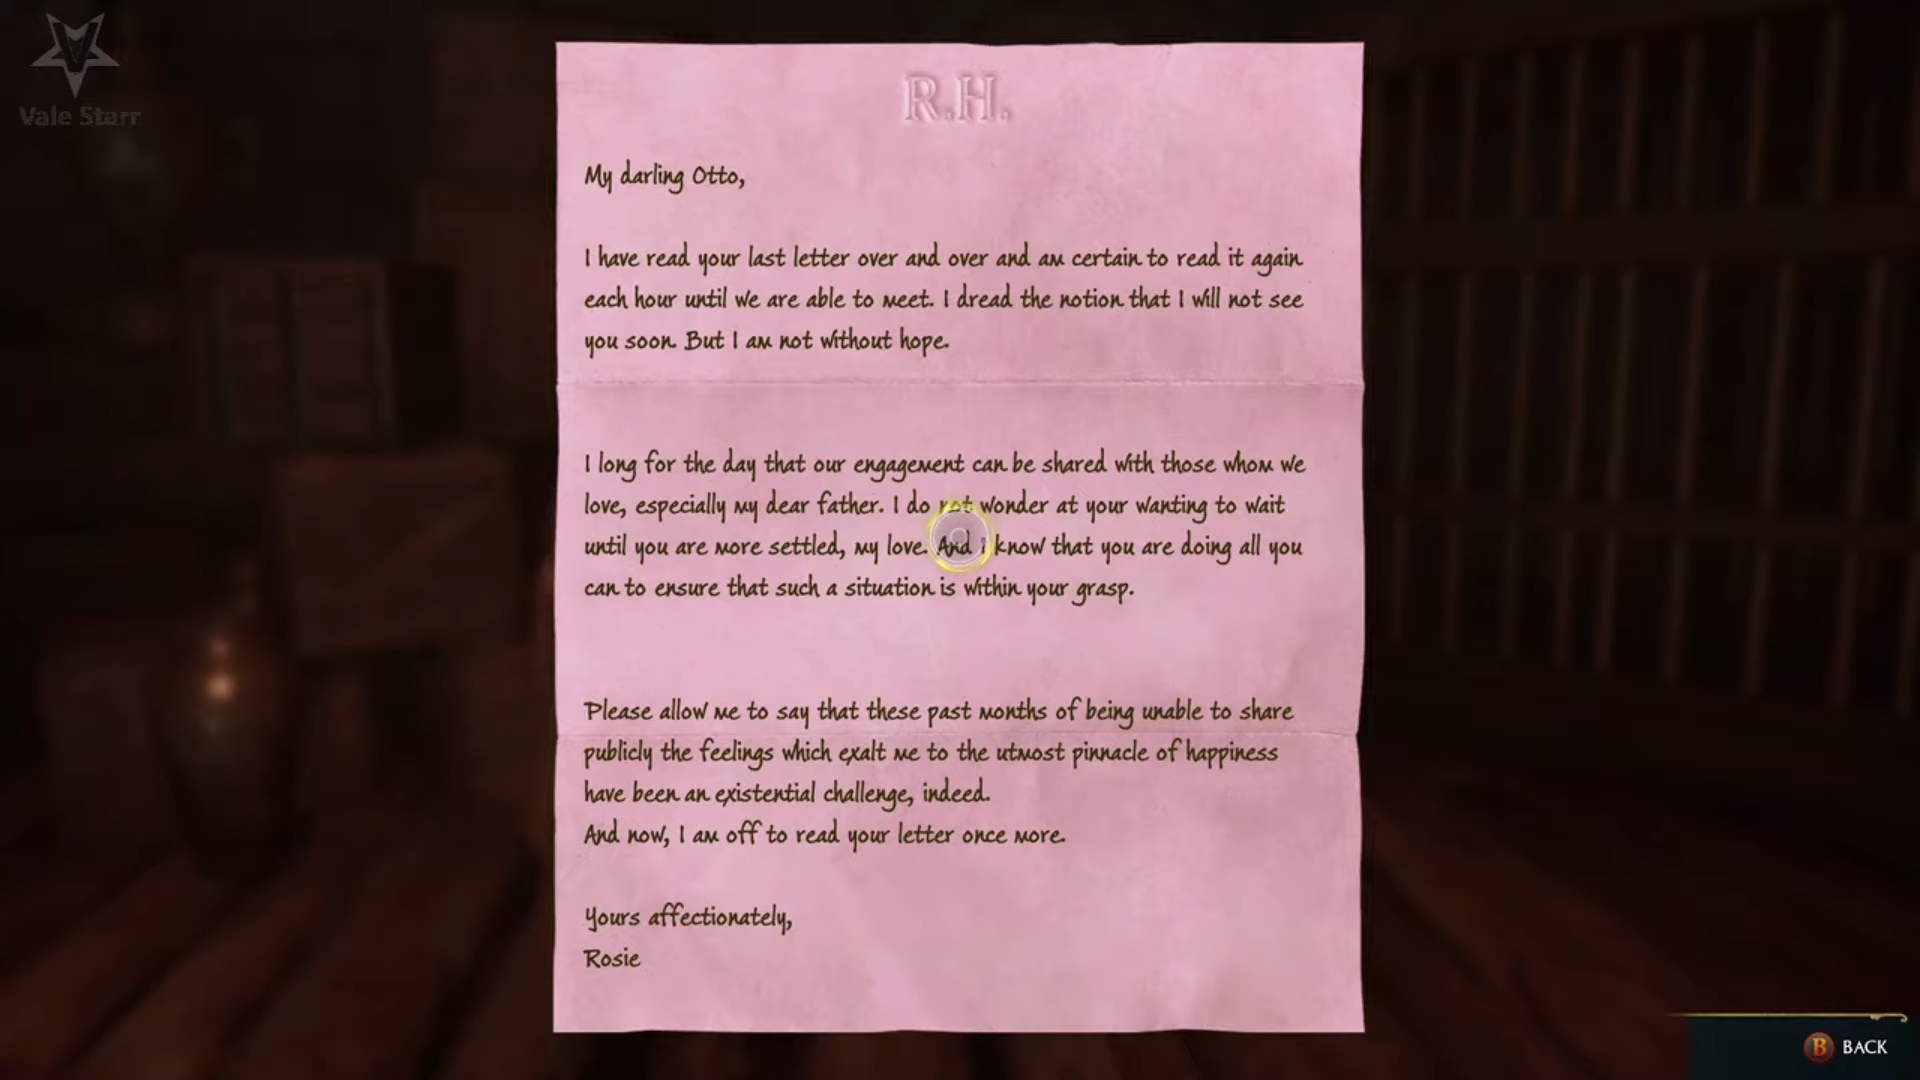 Vale Starr
R.H.
My darling Otto,
I have read your last letter over and over and am certain to read it again
each hour until we are able to meet. I dread the notion that I will not see
you soon. But I am not without hope.
I long for the day that our engagement can be shared with those whom we
love, especially my dear father. I do not wonder at your wanting to wait
until you are more settled, my love. And I know that you are doing all you
can to ensure that such a situation is within your grasp.
Please allow me to say that these past months of being unable to share
publicly the feelings which exalt me to the utmost pinnacle of happiness
have been an existential challenge, indeed.
And now, I am off to read your letter once more.
Yours affectionately,
Rosie
B BACK